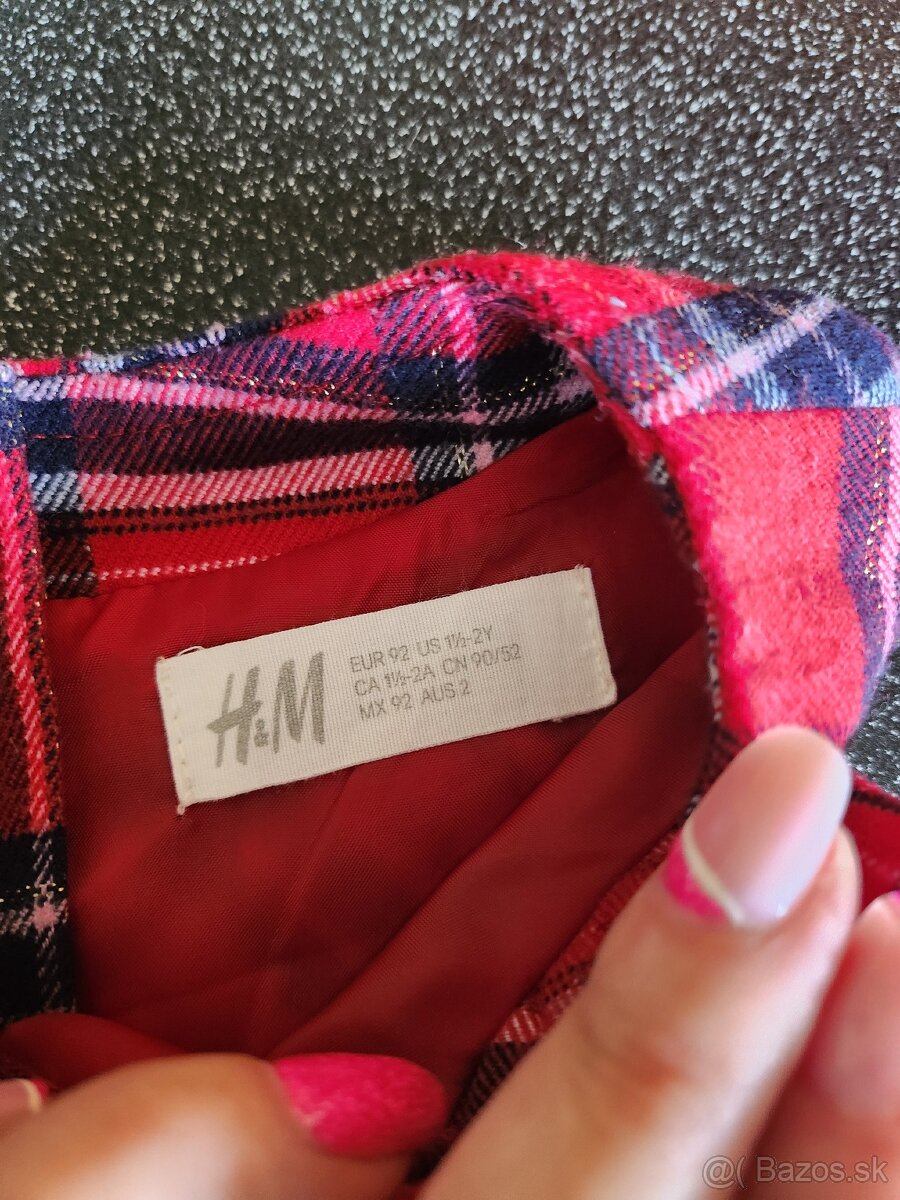 H&M
EUR 92 US 1½-2Y
CA 1½-2A CN 90/52
MX 92 AUS 2
@( Bazos.sk